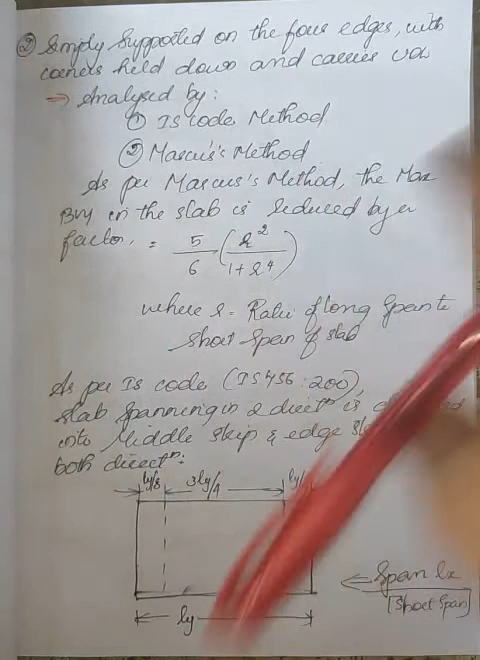 ② Simply Supported on the four edges, with
corners held down and carries UDL
→ Analysed by:
① IS Code Method
② Marcus's Method
As per Marcus's Method, the Max
BM in the slab is reduced by a
factor. = 5/6 (r²/1+r⁴)
where r = Ratio of long Span to
Short Span of slab
As per IS code (IS456:200),
slab Spanning in 2 directⁿ is
into Middle strip & edge
both directⁿ:
ly/8 3ly/4 ly/
← Span lx
(Short Span)
ly